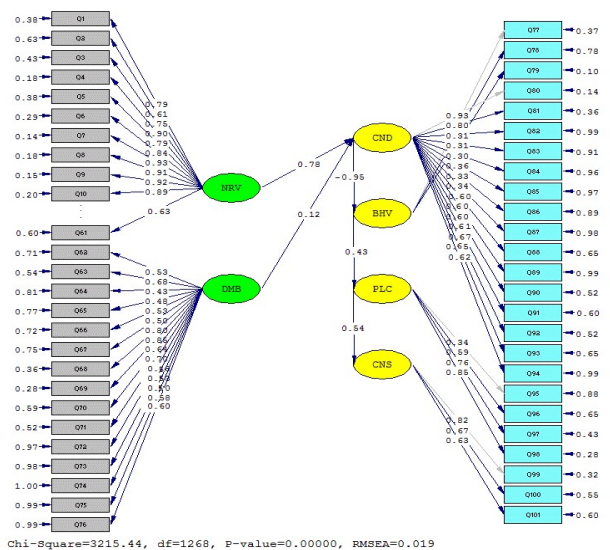 0.38 Q1
0.63 Q2
0.43 Q3
0.18 Q4
0.38 Q5
0.29 Q6
0.14 Q7
0.18 Q8
0.15 Q9
0.20 Q10
0.60 Q61
0.71 Q62
0.54 Q63
0.81 Q64
0.77 Q65
0.72 Q66
0.75 Q67
0.36 Q68
0.28 Q69
0.59 Q70
0.52 Q71
0.97 Q72
0.98 Q73
1.00 Q74
0.99 Q75
0.99 Q76
0.79
0.61
0.75
0.90
0.79
0.84
0.93
0.91
0.92
0.89
0.63
0.53
0.68
0.43
0.48
0.53
0.50
0.80
0.85
0.64
0.70
0.58
0.60
NRV
DMB
0.78
0.12
CND
-0.95
BHV
0.43
PLC
0.54
CNS
0.93
0.80
0.31
0.31
0.30
0.36
0.33
0.34
0.60
0.60
0.60
0.61
0.67
0.65
0.62
0.34
0.59
0.76
0.85
0.82
0.67
0.63
Q77 0.37
Q78 0.78
Q79 0.10
Q80 0.14
Q81 0.36
Q82 0.99
Q83 0.91
Q84 0.96
Q85 0.97
Q86 0.89
Q87 0.98
Q88 0.65
Q89 0.99
Q90 0.52
Q91 0.60
Q92 0.52
Q93 0.65
Q94 0.99
Q95 0.88
Q96 0.65
Q97 0.43
Q98 0.28
Q99 0.32
Q100 0.55
Q101 0.60
Chi-Square=3215.44, df=1268, P-value=0.00000, RMSEA=0.019